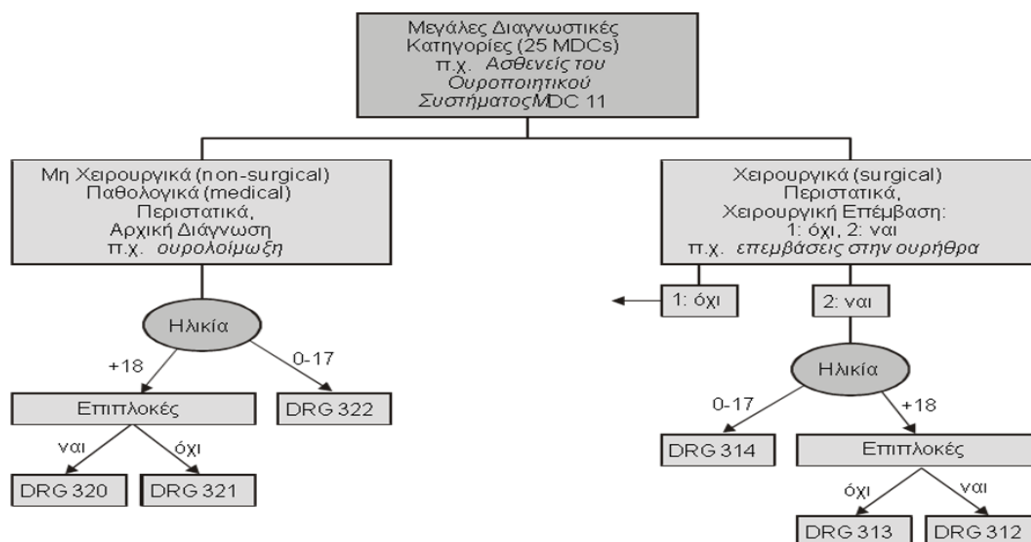 Μεγάλες Διαγνωστικές
Κατηγορίες (25 MDCs)
π.χ. Ασθενείς του
Ουροποιητικού
ΣυστήματοςMDC 11
Μη Χειρουργικά (non-surgical)
Παθολογικά (medical)
Περιστατικά,
Αρχική Διάγνωση
π.χ. ουρολοίμωξη
Ηλικία
+18
0-17
Επιπλοκές
DRG 322
ναι
όχι
DRG 320
DRG 321
Χειρουργικά (surgical)
Περιστατικά,
Χειρουργική Επέμβαση:
1: όχι, 2: ναι
π.χ. επεμβάσεις στην ουρήθρα
1: όχι
2: ναι
Ηλικία
0-17
+18
DRG 314
Επιπλοκές
όχι
ναι
DRG 313
DRG 312